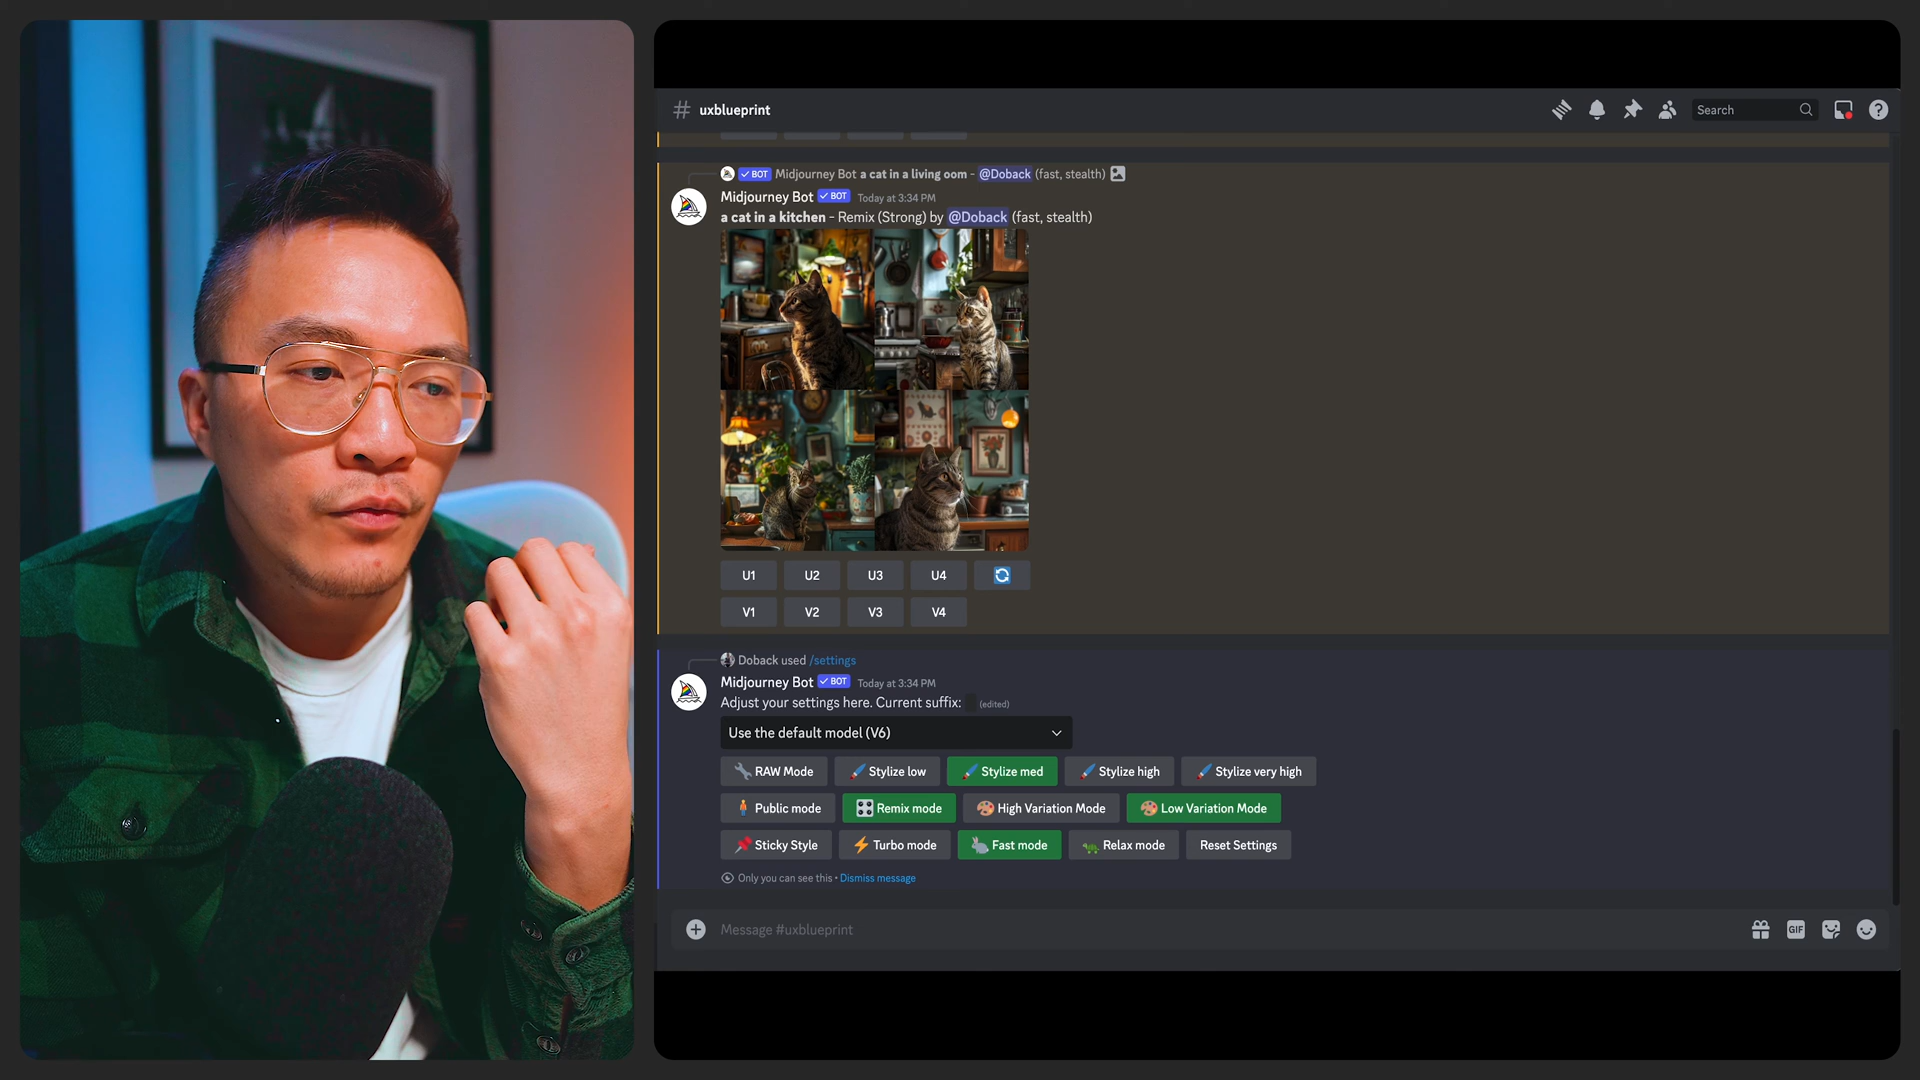 # uxblueprint
Search
BOT Midjourney Bot a cat in a living oom - @Doback (fast, stealth)
Midjourney Bot BOT Today at 3:34 PM
a cat in a kitchen - Remix (Strong) by @Doback (fast, stealth)
U1 U2 U3 U4
V1 V2 V3 V4
Doback used /settings
Midjourney Bot BOT Today at 3:34 PM
Adjust your settings here. Current suffix: (edited)
Use the default model (V6)
RAW Mode Stylize low Stylize med Stylize high Stylize very high
Public mode Remix mode High Variation Mode Low Variation Mode
Sticky Style Turbo mode Fast mode Relax mode Reset Settings
Only you can see this • Dismiss message
Message #uxblueprint
GIF